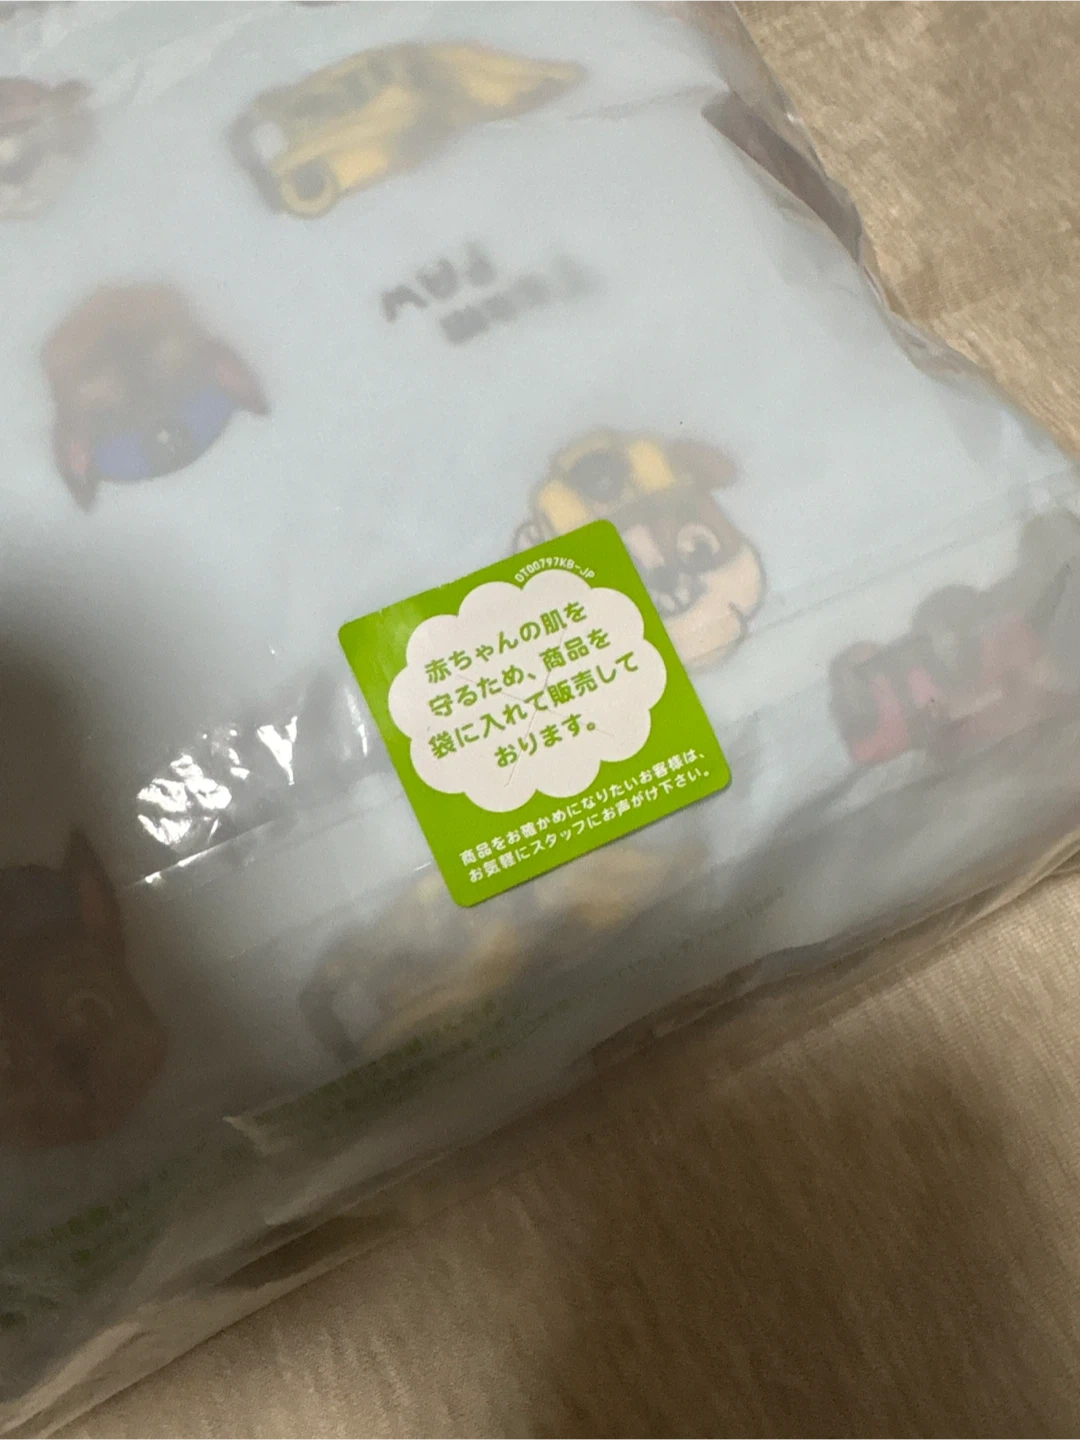 PAW
DT00797KB-JP
赤ちゃんの肌を
守るため、商品を
袋に入れて販売して
おります。
商品をお確かめになりたいお客様は、
お気軽にスタッフにお声がけ下さい。